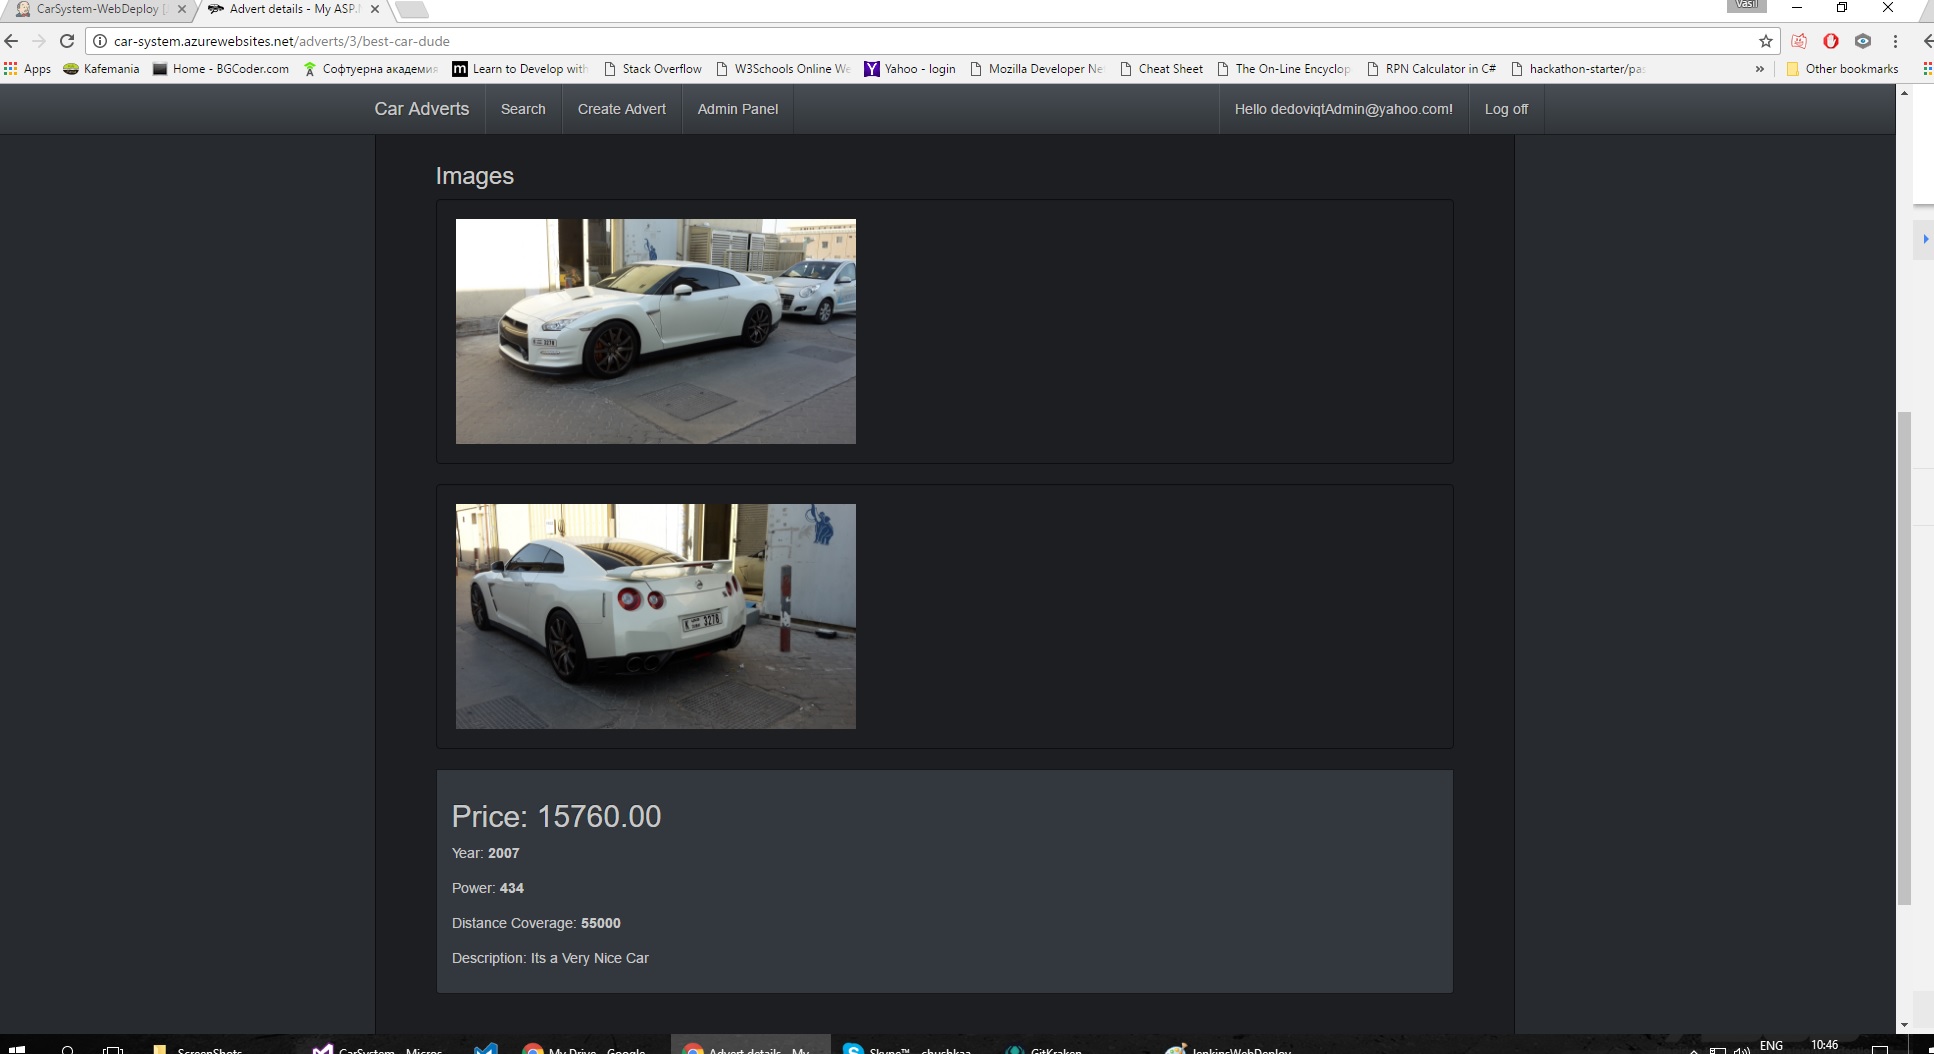 CarSystem-WebDeploy
Advert details - My ASP.
Vasil
car-system.azurewebsites.net/adverts/3/best-car-dude
Apps
Kafemania
Home - BGCoder.com
Софтуерна академия
Learn to Develop with
Stack Overflow
W3Schools Online We
Yahoo - login
Mozilla Developer Ne
Cheat Sheet
The On-Line Encyclop
RPN Calculator in C#
hackathon-starter/pa
»
Other bookmarks
Car Adverts
Search
Create Advert
Admin Panel
Hello dedoviqtAdmin@yahoo.com!
Log off
Images
3278
K 3278
Price: 15760.00
Year: 2007
Power: 434
Distance Coverage: 55000
Description: Its a Very Nice Car
ScreenShots
CarSystem - Micros
My Drive - Google
Advert details - My
Skype™ - chushkaa
GitKraken
JenkinsWebDeploy
ENG
10:46